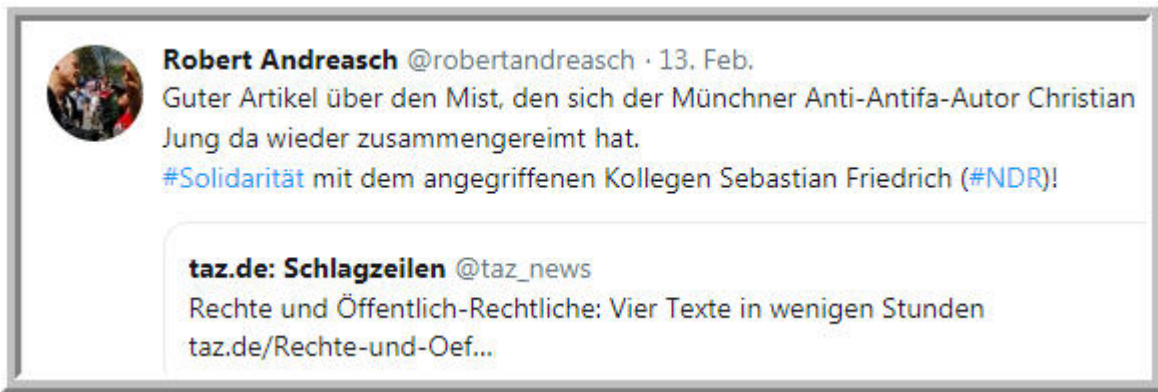 Robert Andreasch @robertandreasch · 13. Feb.
Guter Artikel über den Mist, den sich der Münchner Anti-Antifa-Autor Christian
Jung da wieder zusammengereimt hat.
#Solidarität mit dem angegriffenen Kollegen Sebastian Friedrich (#NDR)!
taz.de: Schlagzeilen @taz_news
Rechte und Öffentlich-Rechtliche: Vier Texte in wenigen Stunden
taz.de/Rechte-und-Oef...